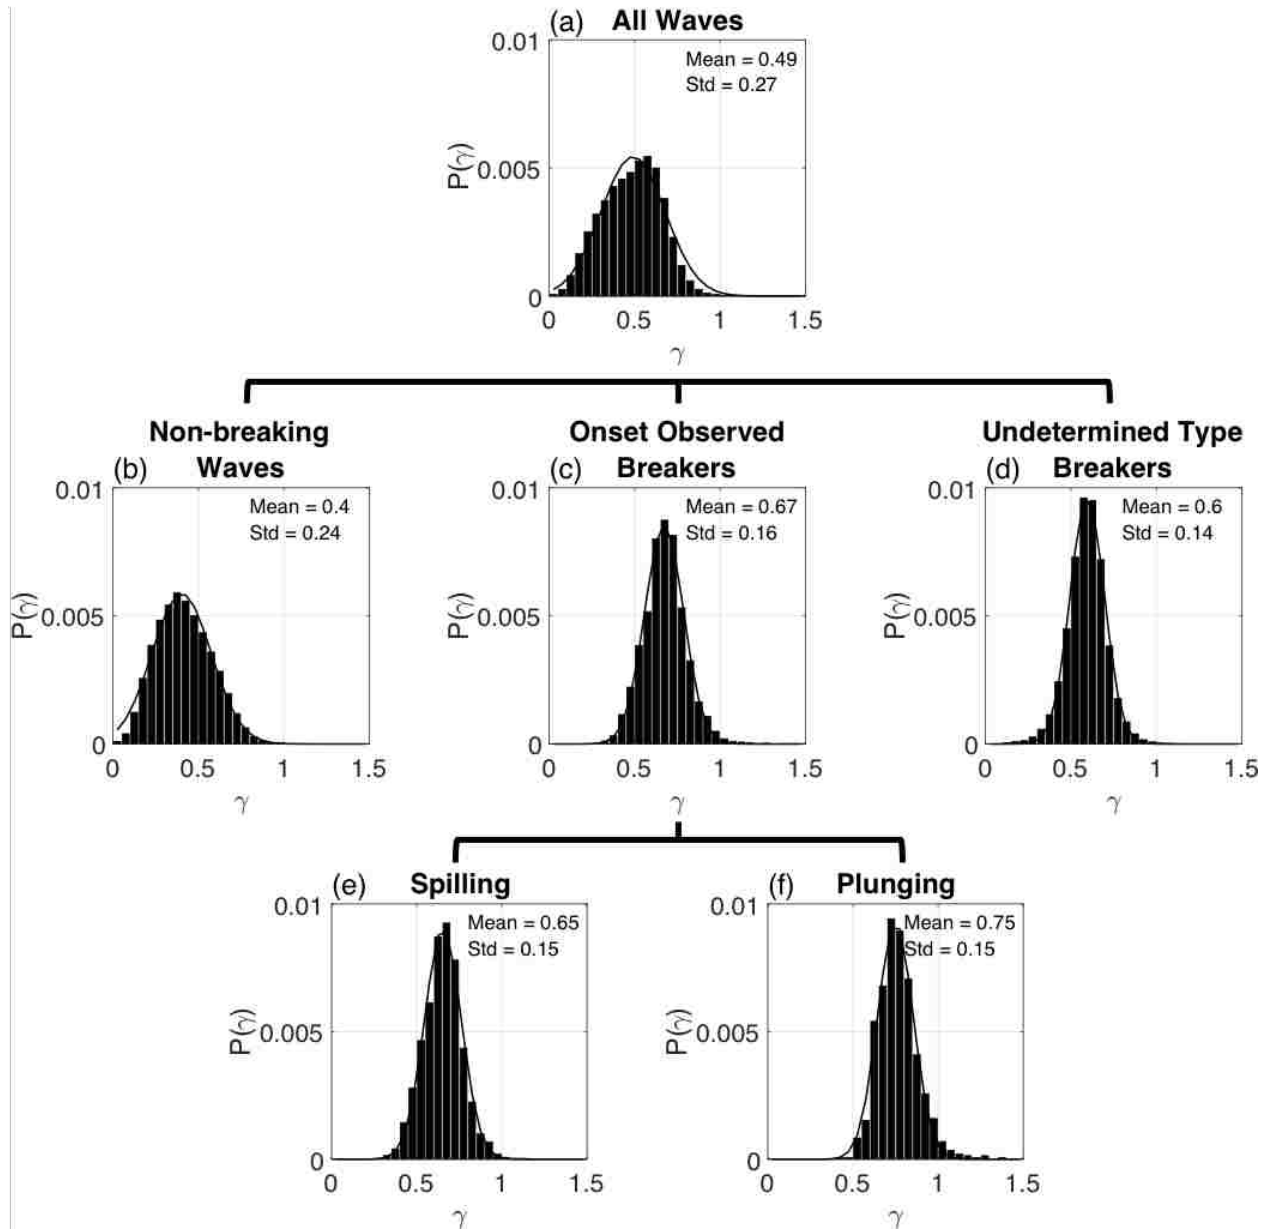 (a) All Waves
0.01
Mean = 0.49
Std = 0.27
P(γ)
0.005
0
0 0.5 1 1.5
γ
Non-breaking
(b) Waves
0.01
Mean = 0.4
Std = 0.24
P(γ)
0.005
0
0 0.5 1 1.5
γ
Onset Observed
(c) Breakers
0.01
Mean = 0.67
Std = 0.16
P(γ)
0.005
0
0 0.5 1 1.5
γ
Undetermined Type
(d) Breakers
0.01
Mean = 0.6
Std = 0.14
P(γ)
0.005
0
0 0.5 1 1.5
γ
(e) Spilling
0.01
Mean = 0.65
Std = 0.15
P(γ)
0.005
0
0 0.5 1 1.5
γ
(f) Plunging
0.01
Mean = 0.75
Std = 0.15
P(γ)
0.005
0
0 0.5 1 1.5
γ